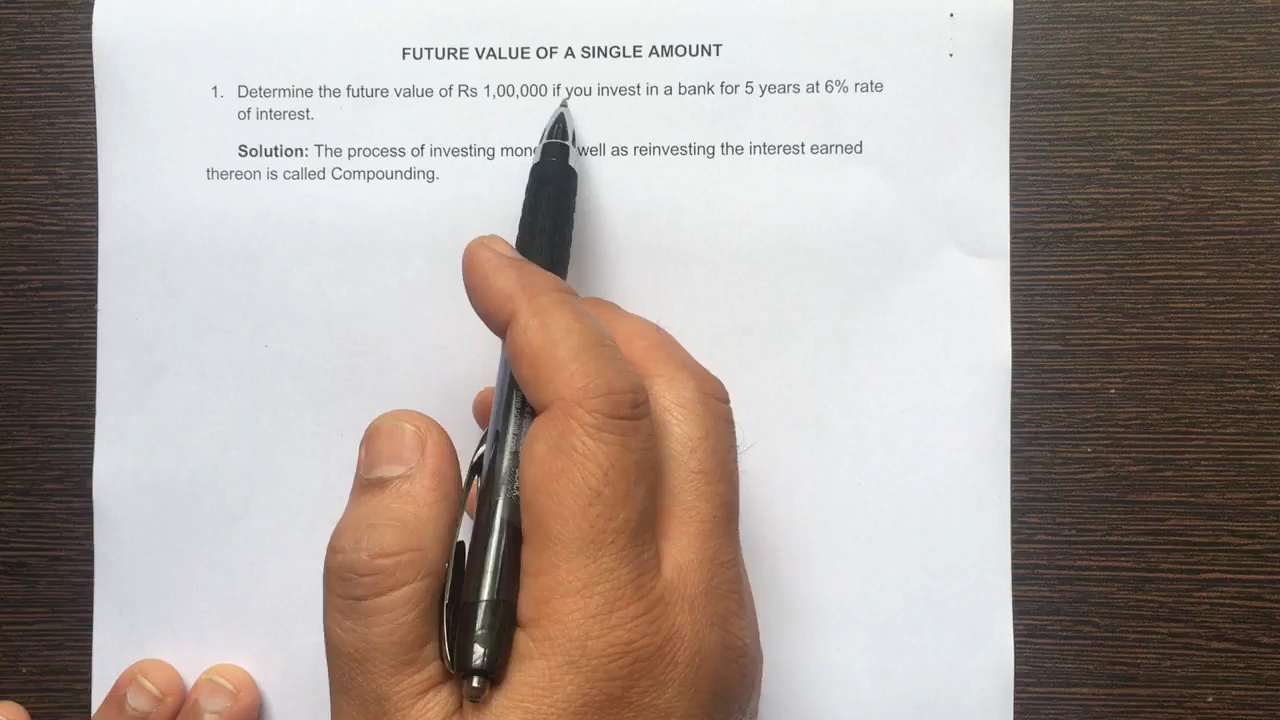 FUTURE VALUE OF A SINGLE AMOUNT
1. Determine the future value of Rs 1,00,000 if you invest in a bank for 5 years at 6% rate
of interest.
Solution: The process of investing well as reinvesting the interest earned
thereon is called Compounding.